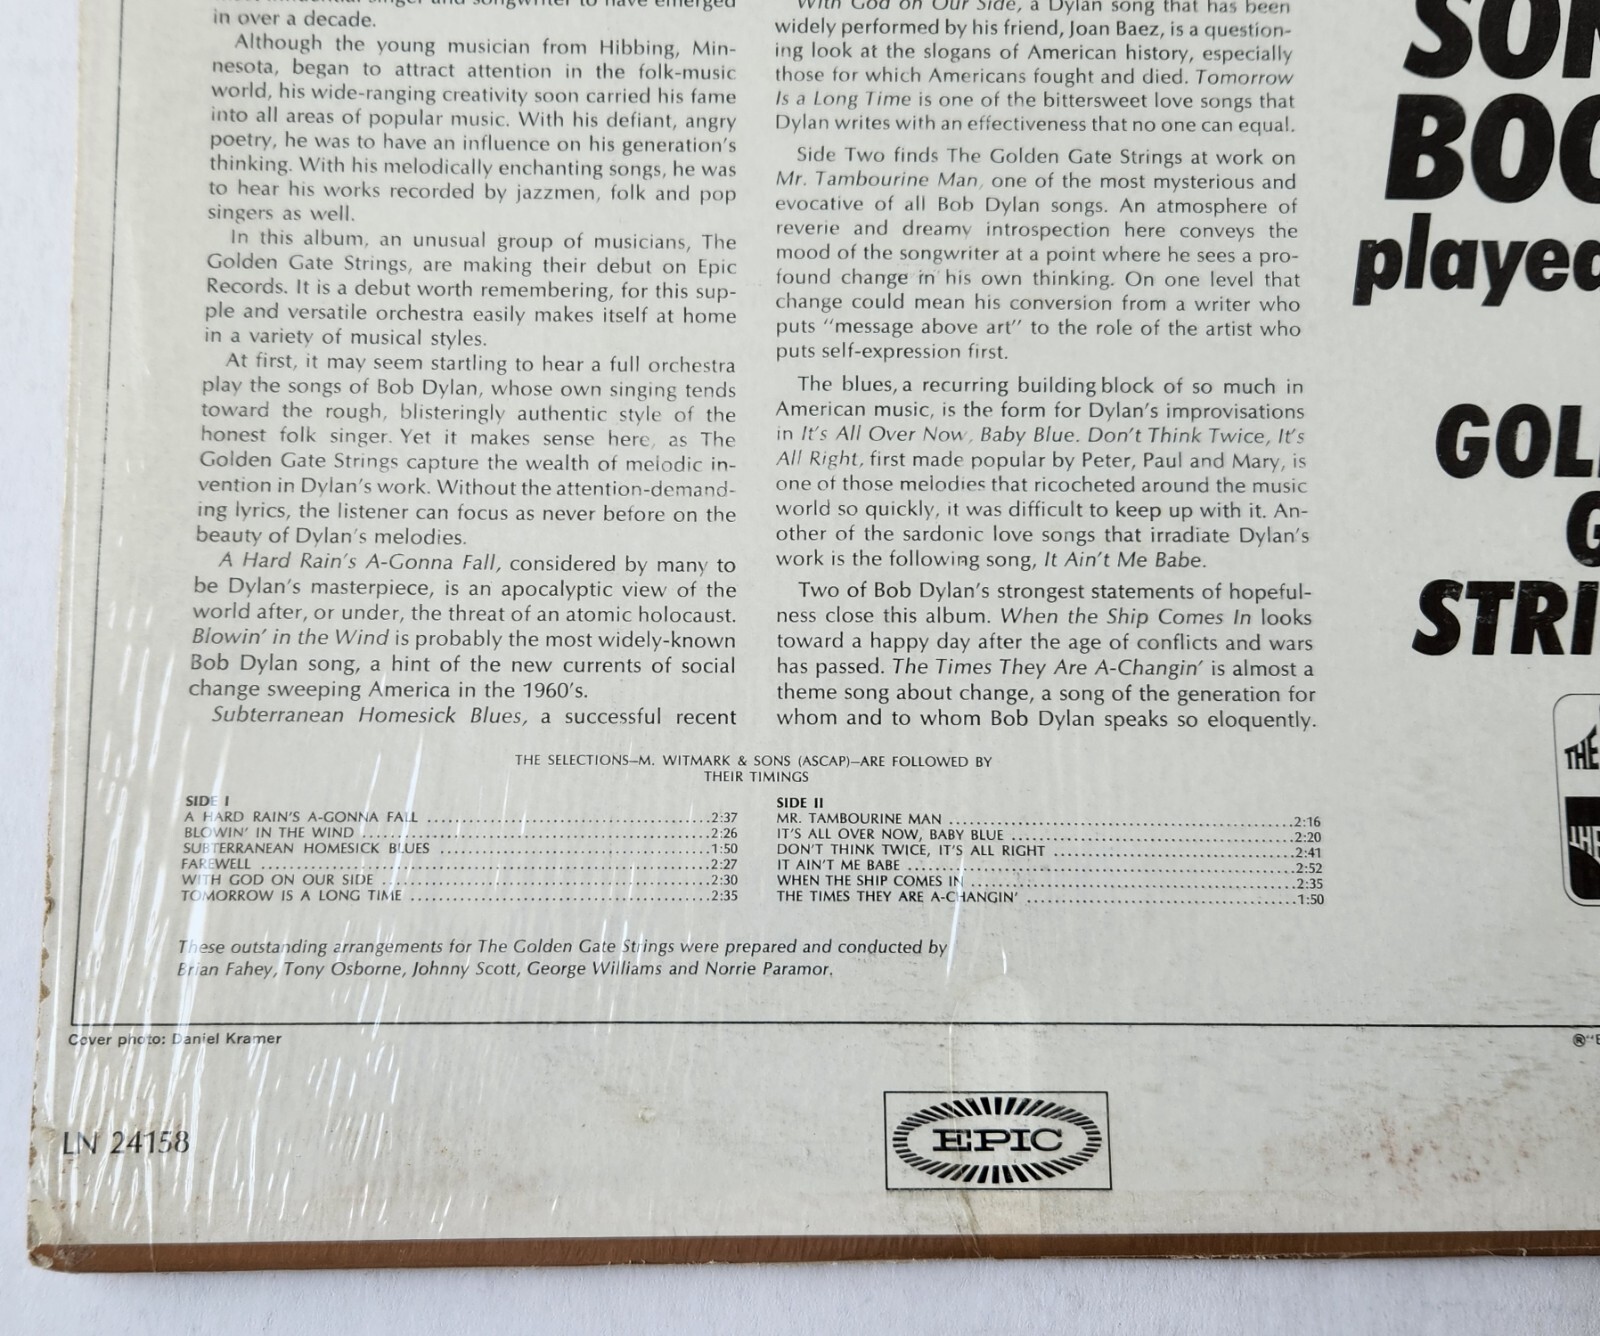 in over a decade.
Although the young musician from Hibbing, Min-
nesota, began to attract attention in the folk-music
world, his wide-ranging creativity soon carried his fame
into all areas of popular music. With his defiant, angry
poetry, he was to have an influence on his generation's
thinking. With his melodically enchanting songs, he was
to hear his works recorded by jazzmen, folk and pop
singers as well.
In this album, an unusual group of musicians, The
Golden Gate Strings, are making their debut on Epic
Records. It is a debut worth remembering, for this sup-
ple and versatile orchestra easily makes itself at home
in a variety of musical styles.
At first, it may seem startling to hear a full orchestra
play the songs of Bob Dylan, whose own singing tends
toward the rough, blisteringly authentic style of the
honest folk singer. Yet it makes sense here, as The
Golden Gate Strings capture the wealth of melodic in-
vention in Dylan's work. Without the attention-demand-
ing lyrics, the listener can focus as never before on the
beauty of Dylan's melodies.
A Hard Rain's A-Gonna Fall, considered by many to
be Dylan's masterpiece, is an apocalyptic view of the
world after, or under, the threat of an atomic holocaust.
Blowin' in the Wind is probably the most widely-known
Bob Dylan song, a hint of the new currents of social
change sweeping America in the 1960's.
Subterranean Homesick Blues, a successful recent
With God on Our Side, a Dylan song that has been
widely performed by his friend, Joan Baez, is a question-
ing look at the slogans of American history, especially
those for which Americans fought and died. Tomorrow
Is a Long Time is one of the bittersweet love songs that
Dylan writes with an effectiveness that no one can equal.
Side Two finds The Golden Gate Strings at work on
Mr. Tambourine Man, one of the most mysterious and
evocative of all Bob Dylan songs. An atmosphere of
reverie and dreamy introspection here conveys the
mood of the songwriter at a point where he sees a pro-
found change in his own thinking. On one level that
change could mean his conversion from a writer who
puts "message above art" to the role of the artist who
puts self-expression first.
The blues, a recurring building block of so much in
American music, is the form for Dylan's improvisations
in It's All Over Now, Baby Blue. Don't Think Twice, It's
All Right, first made popular by Peter, Paul and Mary, is
one of those melodies that ricocheted around the music
world so quickly, it was difficult to keep up with it. An-
other of the sardonic love songs that irradiate Dylan's
work is the following song, It Ain't Me Babe.
Two of Bob Dylan's strongest statements of hopeful-
ness close this album. When the Ship Comes In looks
toward a happy day after the age of conflicts and wars
has passed. The Times They Are A-Changin' is almost a
theme song about change, a song of the generation for
whom and to whom Bob Dylan speaks so eloquently.
THE SELECTIONS—M. WITMARK & SONS (ASCAP)—ARE FOLLOWED BY
THEIR TIMINGS
SIDE I
A HARD RAIN'S A-GONNA FALL 2:37
BLOWIN' IN THE WIND 2:26
SUBTERRANEAN HOMESICK BLUES 1:50
FAREWELL 2:27
WITH GOD ON OUR SIDE 2:30
TOMORROW IS A LONG TIME 2:35
SIDE II
MR. TAMBOURINE MAN 2:16
IT'S ALL OVER NOW, BABY BLUE 2:20
DON'T THINK TWICE, IT'S ALL RIGHT 2:41
IT AIN'T ME BABE 2:52
WHEN THE SHIP COMES IN 2:35
THE TIMES THEY ARE A-CHANGIN' 1:50
These outstanding arrangements for The Golden Gate Strings were prepared and conducted by
Brian Fahey, Tony Osborne, Johnny Scott, George Williams and Norrie Paramor.
Cover photo: Daniel Kramer
LN 24158
EPIC
SON
BOO
played
GOL
G
STRI
THE
THE